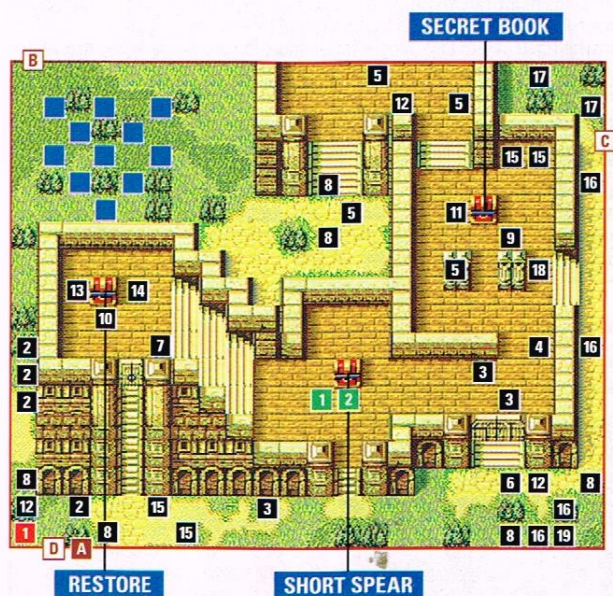 SECRET BOOK
B
5 17
12 5 17
C
15 15
8 16
5 11
8 9
5 18
13 14
10
2 7 4 16
2 3
2 1 2 3
8 6 12 8
12 2 15 3 16
1 8 15 8 16 19
D A
RESTORE SHORT SPEAR